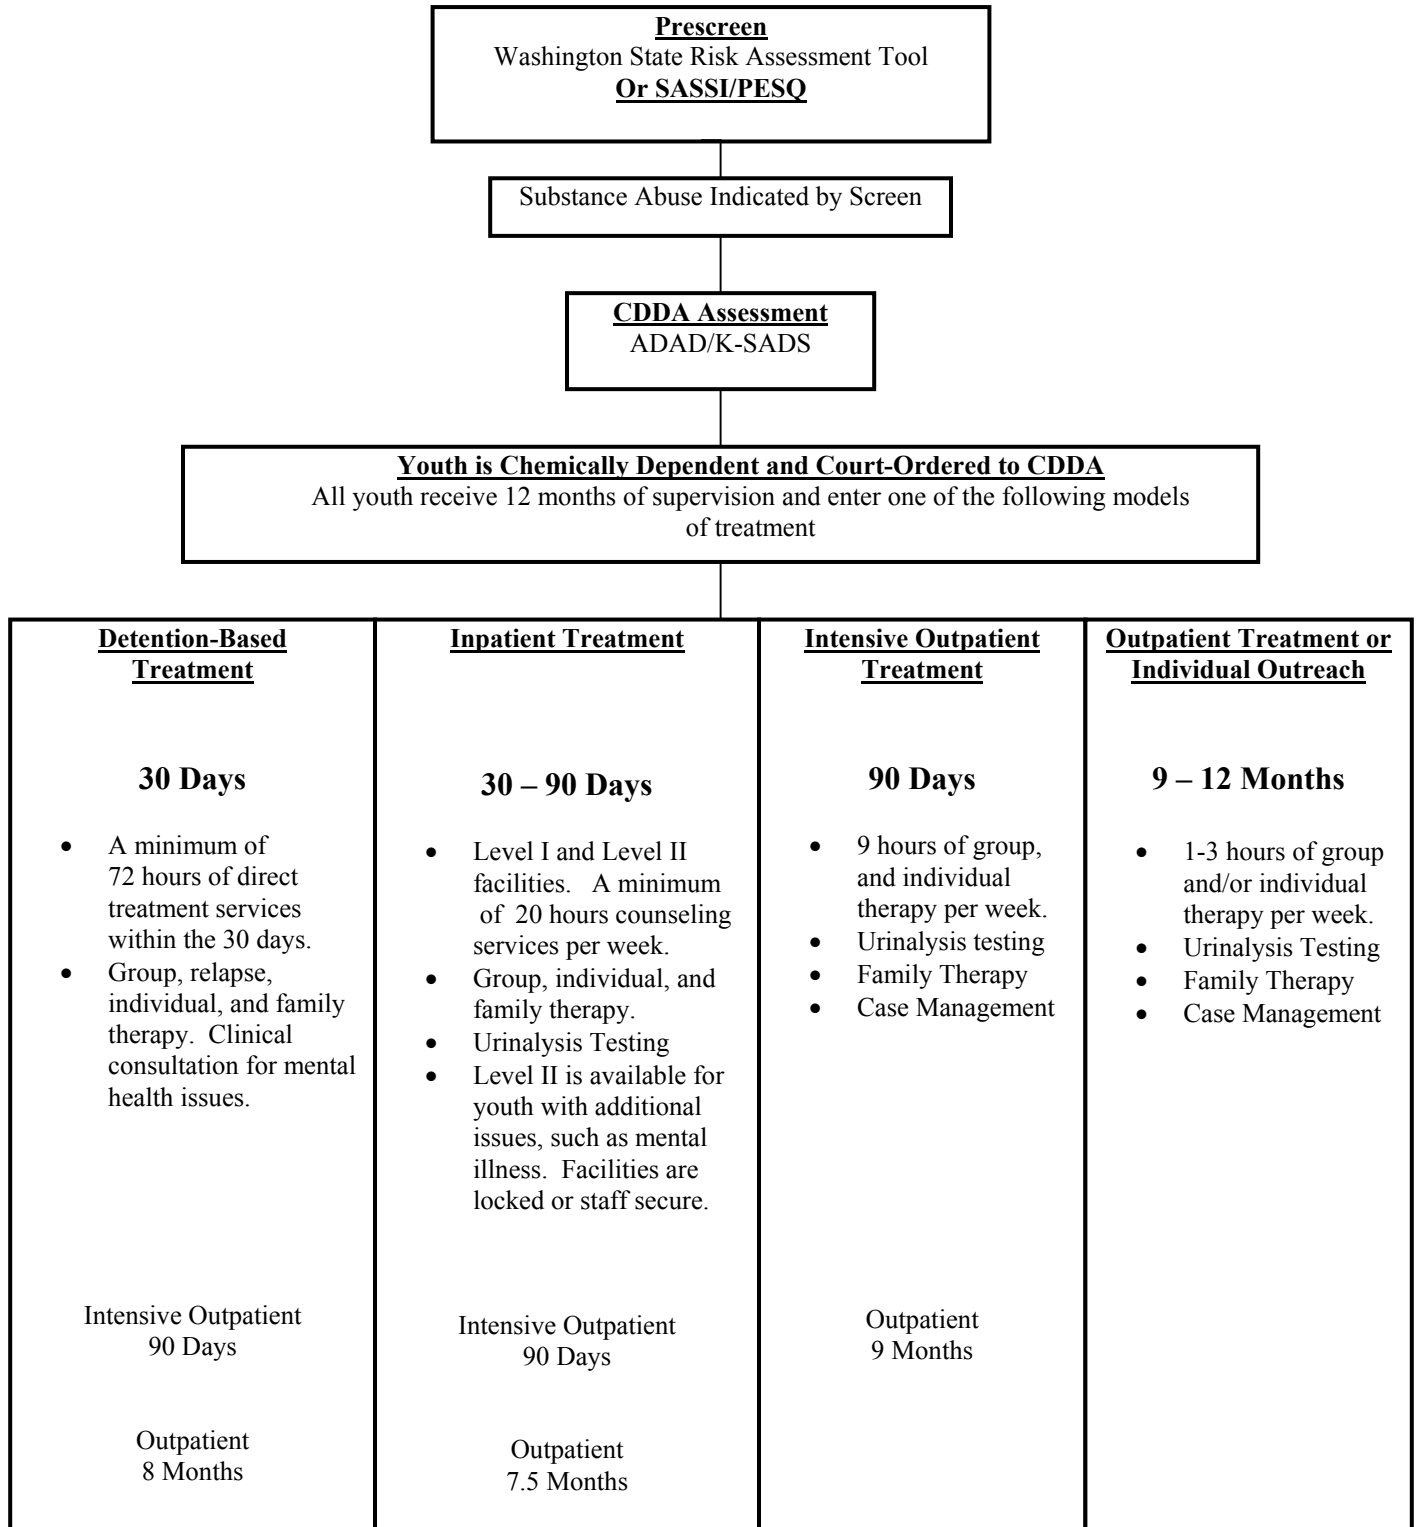 Prescreen
Washington State Risk Assessment Tool
Or SASSI/PESQ
Substance Abuse Indicated by Screen
CDDA Assessment
ADAD/K-SADS
Youth is Chemically Dependent and Court-Ordered to CDDA
All youth receive 12 months of supervision and enter one of the following models
of treatment
Detention-Based
Treatment
30 Days
• A minimum of
72 hours of direct
treatment services
within the 30 days.
• Group, relapse,
individual, and family
therapy. Clinical
consultation for mental
health issues.
Intensive Outpatient
90 Days
Outpatient
8 Months
Inpatient Treatment
30 – 90 Days
• Level I and Level II
facilities. A minimum
of 20 hours counseling
services per week.
• Group, individual, and
family therapy.
• Urinalysis Testing
• Level II is available for
youth with additional
issues, such as mental
illness. Facilities are
locked or staff secure.
Intensive Outpatient
90 Days
Outpatient
7.5 Months
Intensive Outpatient
Treatment
90 Days
• 9 hours of group,
and individual
therapy per week.
• Urinalysis testing
• Family Therapy
• Case Management
Outpatient
9 Months
Outpatient Treatment or
Individual Outreach
9 – 12 Months
• 1-3 hours of group
and/or individual
therapy per week.
• Urinalysis Testing
• Family Therapy
• Case Management